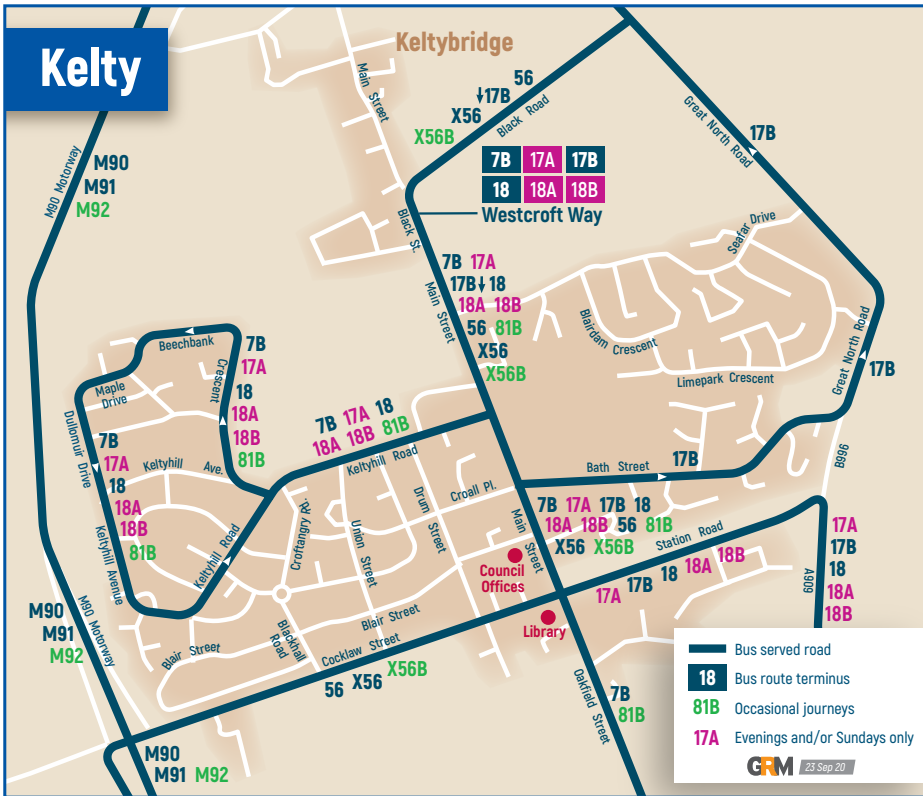 Kelty
Keltybridge
Main Street
56
17B
X56
X56B
Black Road
Great North Road
17B
M90 Motorway
M90
M91
M92
7B 17A 17B
18 18A 18B
Westcroft Way
Black St.
Seafar Drive
7B 17A
17B 18
18A 18B
56 81B
X56
X56B
Main Street
Blairdam Crescent
Limepark Crescent
Great North Road
17B
Beechbank
Crescent
7B
17A
18
18A
18B
81B
Maple
Drive
Dullomuir Drive
7B
17A
18
18A
18B
81B
Keltyhill Ave.
Keltyhill Avenue
Keltyhill Road
7B 17A 18
18A 18B 81B
Keltyhill Road
Croftangry Rd.
Union Street
Drum Street
Croall Pl.
Main Street
Bath Street
17B
B996
7B 17A 17B 18
18A 18B 56 81B
X56 X56B
Station Road
17A 17B 18 18A 18B
A909
17A
17B
18
18A
18B
Council
Offices
Library
Blair Street
Blair Street
Blackhall
Road
Cocklaw Street
56 X56 X56B
M90
M91
M92
M90 Motorway
M90
M91 M92
Oakfield Street
7B
81B
Bus served road
18 Bus route terminus
81B Occasional journeys
17A Evenings and/or Sundays only
GRM 23 Sep 20